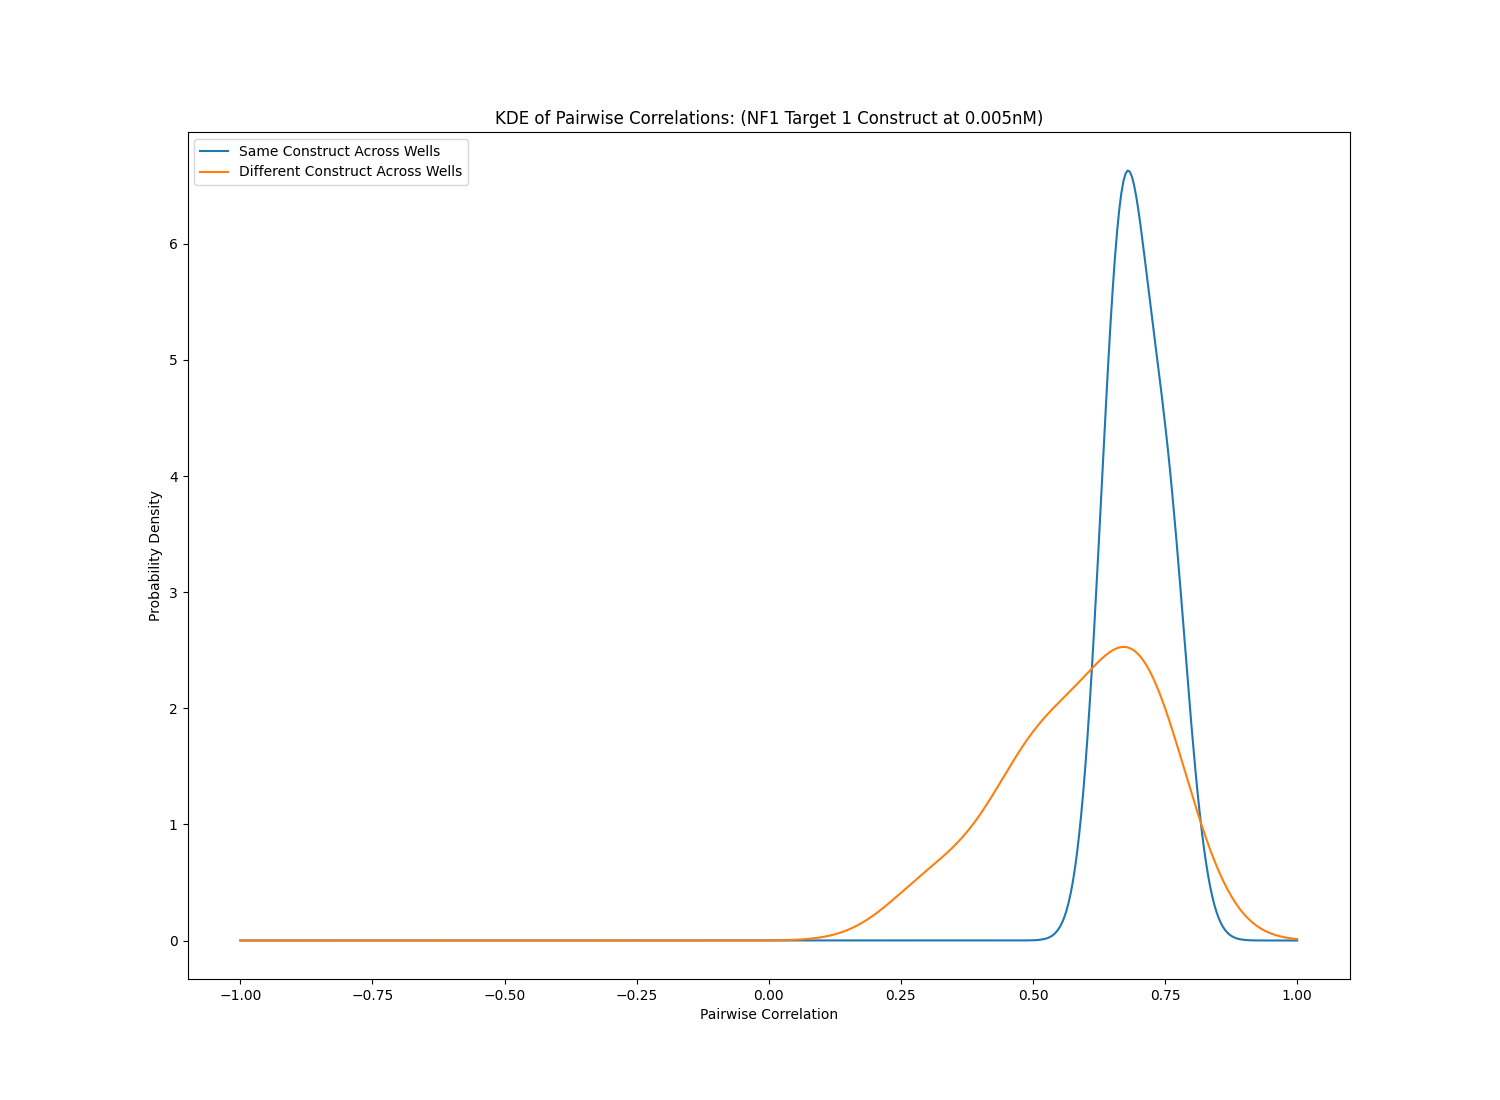 KDE of Pairwise Correlations: (NF1 Target 1 Construct at 0.005nM)
Same Construct Across Wells
Different Construct Across Wells
6
5
4
3
2
1
0
Probability Density
−1.00 −0.75 −0.50 −0.25 0.00 0.25 0.50 0.75 1.00
Pairwise Correlation